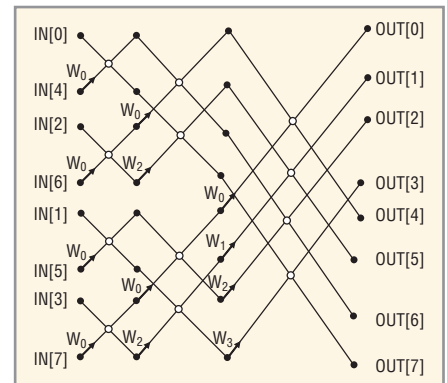 IN[0]
OUT[0]
W0
IN[4]
OUT[1]
W0
IN[2]
OUT[2]
W0
W2
IN[6]
OUT[3]
W0
IN[1]
OUT[4]
W0
W1
IN[5]
OUT[5]
W0
W2
IN[3]
OUT[6]
W0
W2
W3
IN[7]
OUT[7]